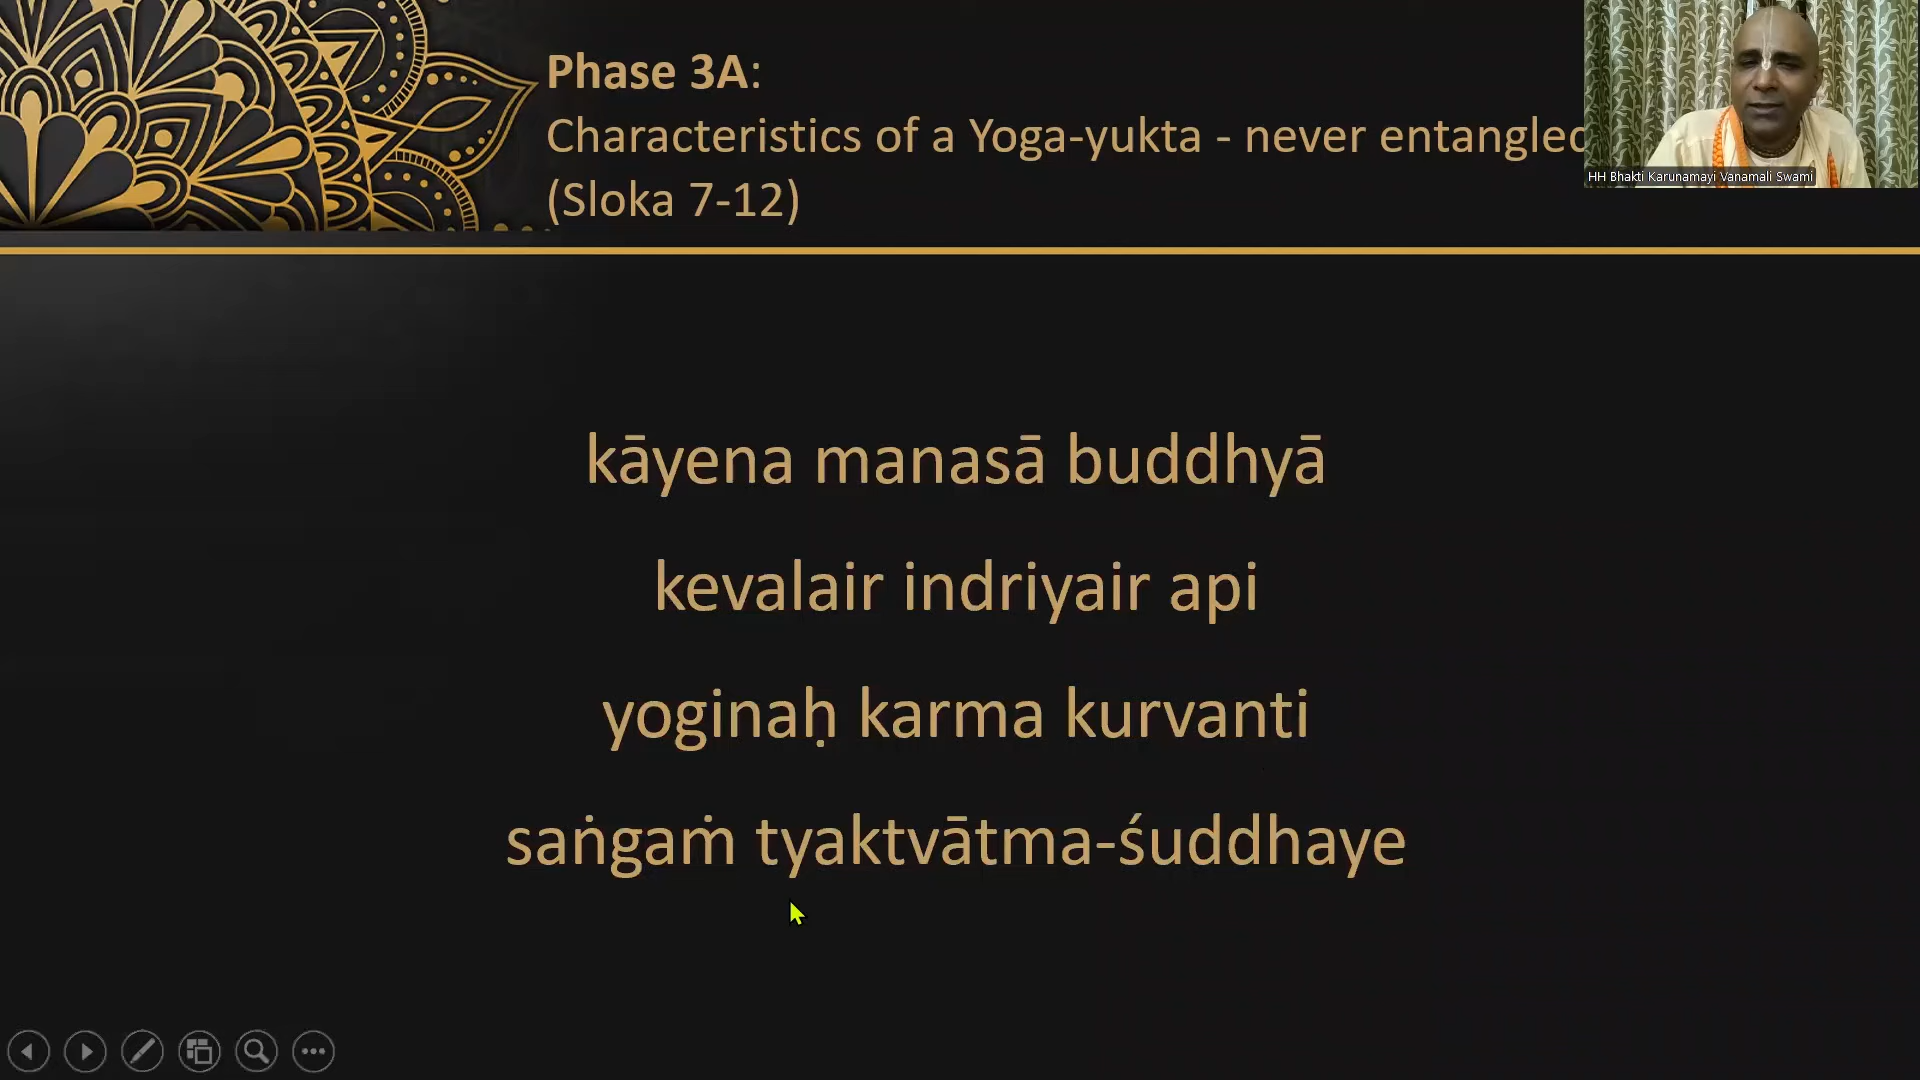 Phase 3A:
Characteristics of a Yoga-yukta - never entangled
(Sloka 7-12)
HH Bhakti Karunamayi Vanamali Swami
kāyena manasā buddhyā
kevalair indriyair api
yoginaḥ karma kurvanti
saṅgaṁ tyaktvātma-śuddhaye